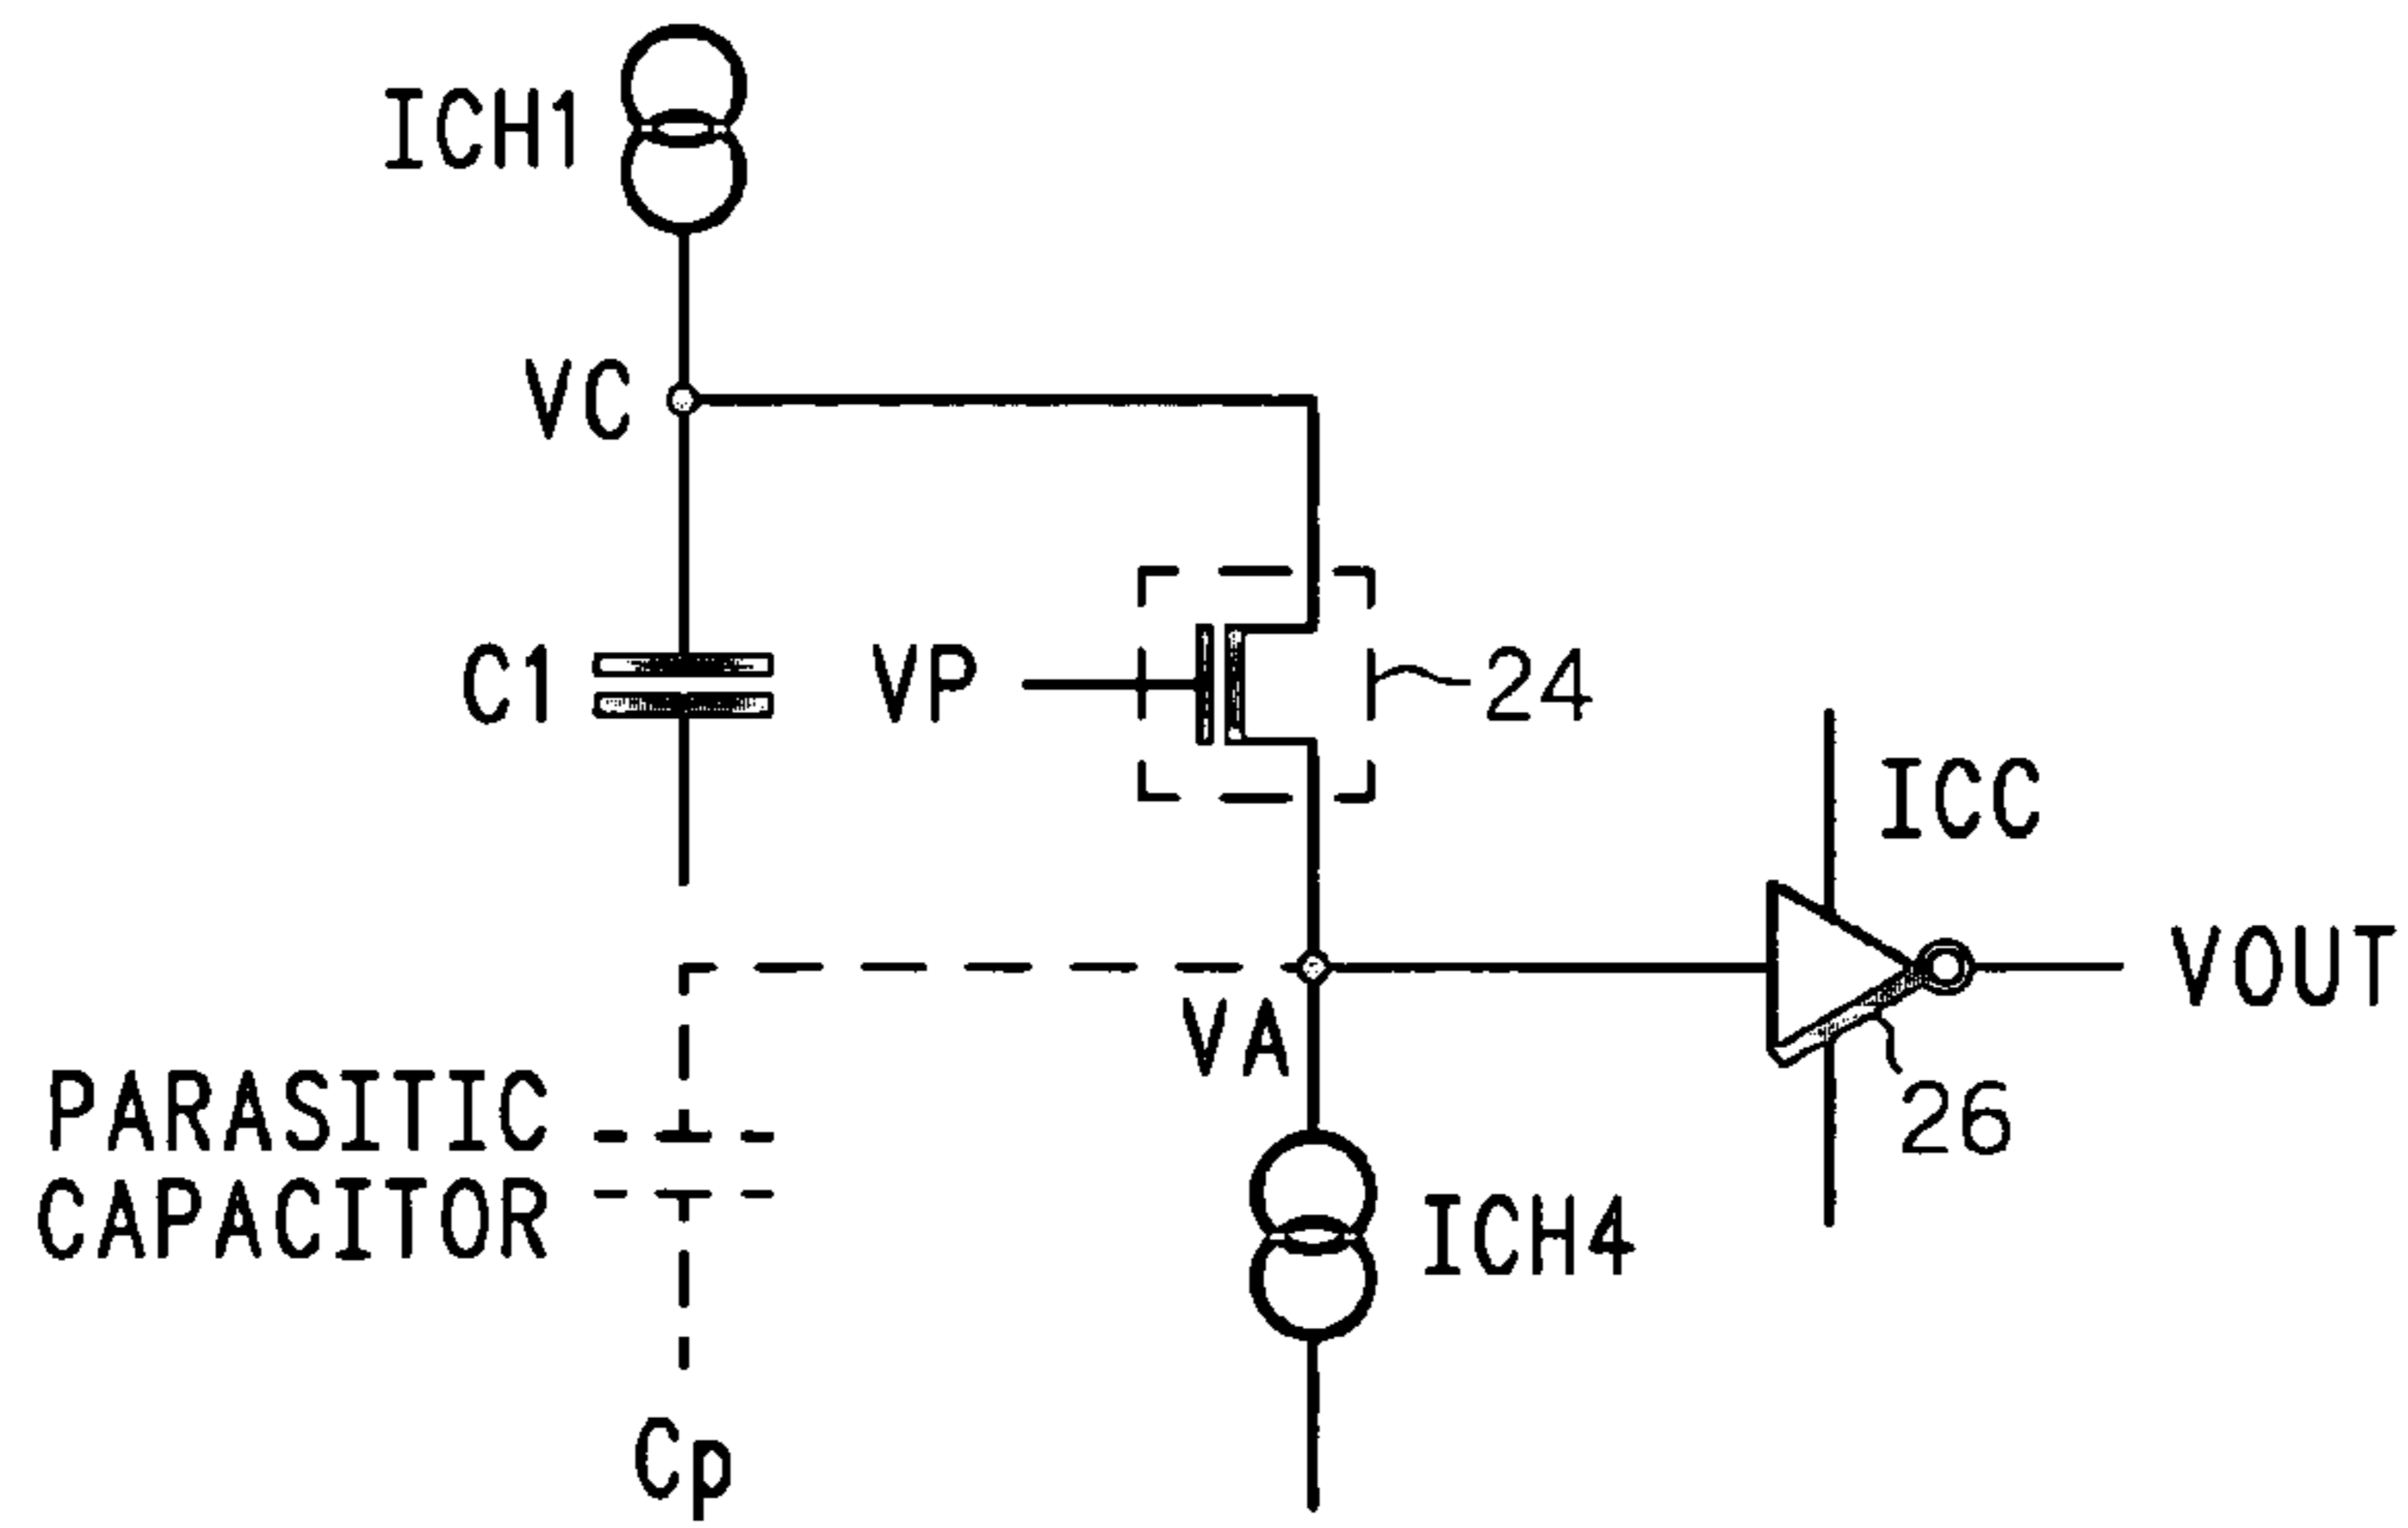 ICH1
VC
C1
VP
24
ICC
VOUT
VA
26
PARASITIC
CAPACITOR
ICH4
Cp